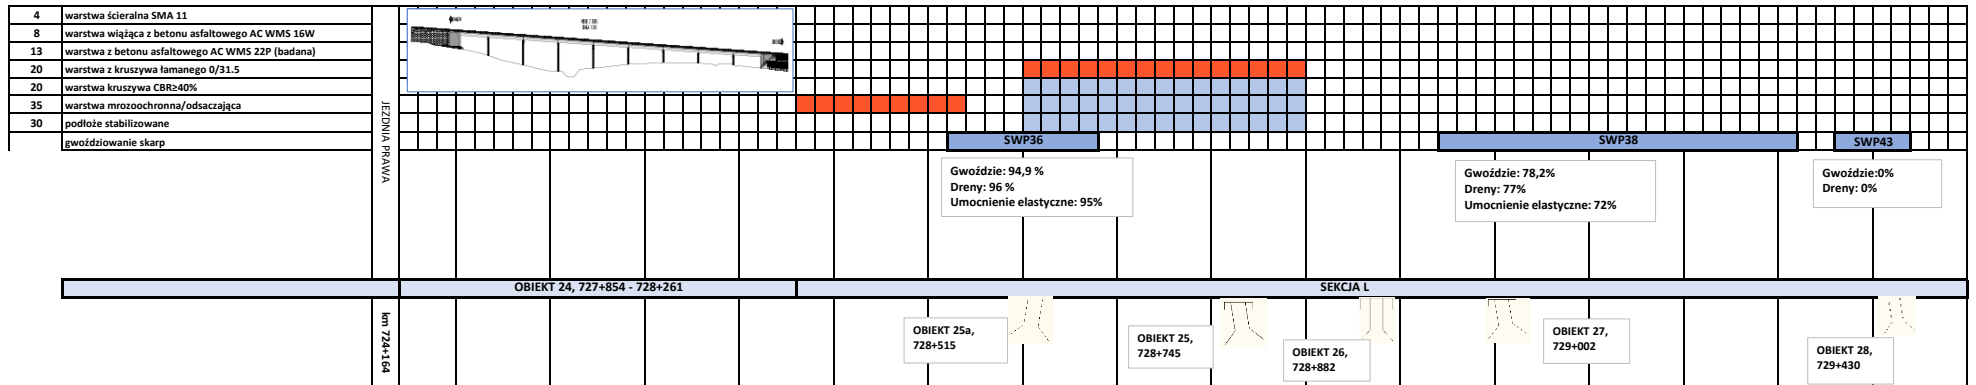 4 warstwa ścieralna SMA 11
8 warstwa wiążąca z betonu asfaltowego AC WMS 16W
13 warstwa z betonu asfaltowego AC WMS 22P (badana)
20 warstwa z kruszywa łamanego 0/31.5
20 warstwa kruszywa CBR≥40%
35 warstwa mrozoochronna/odsaczająca
30 podłoże stabilizowane
gwoździowanie skarp
JEZDNIA PRAWA
SWP36
SWP38
SWP43
Gwoździe: 94,9 %
Dreny: 96 %
Umocnienie elastyczne: 95%
Gwoździe: 78,2%
Dreny: 77%
Umocnienie elastyczne: 72%
Gwoździe:0%
Dreny: 0%
OBIEKT 24, 727+854 - 728+261
SEKCJA L
km 724+164
OBIEKT 25a,
728+515
OBIEKT 25,
728+745
OBIEKT 26,
728+882
OBIEKT 27,
729+002
OBIEKT 28,
729+430